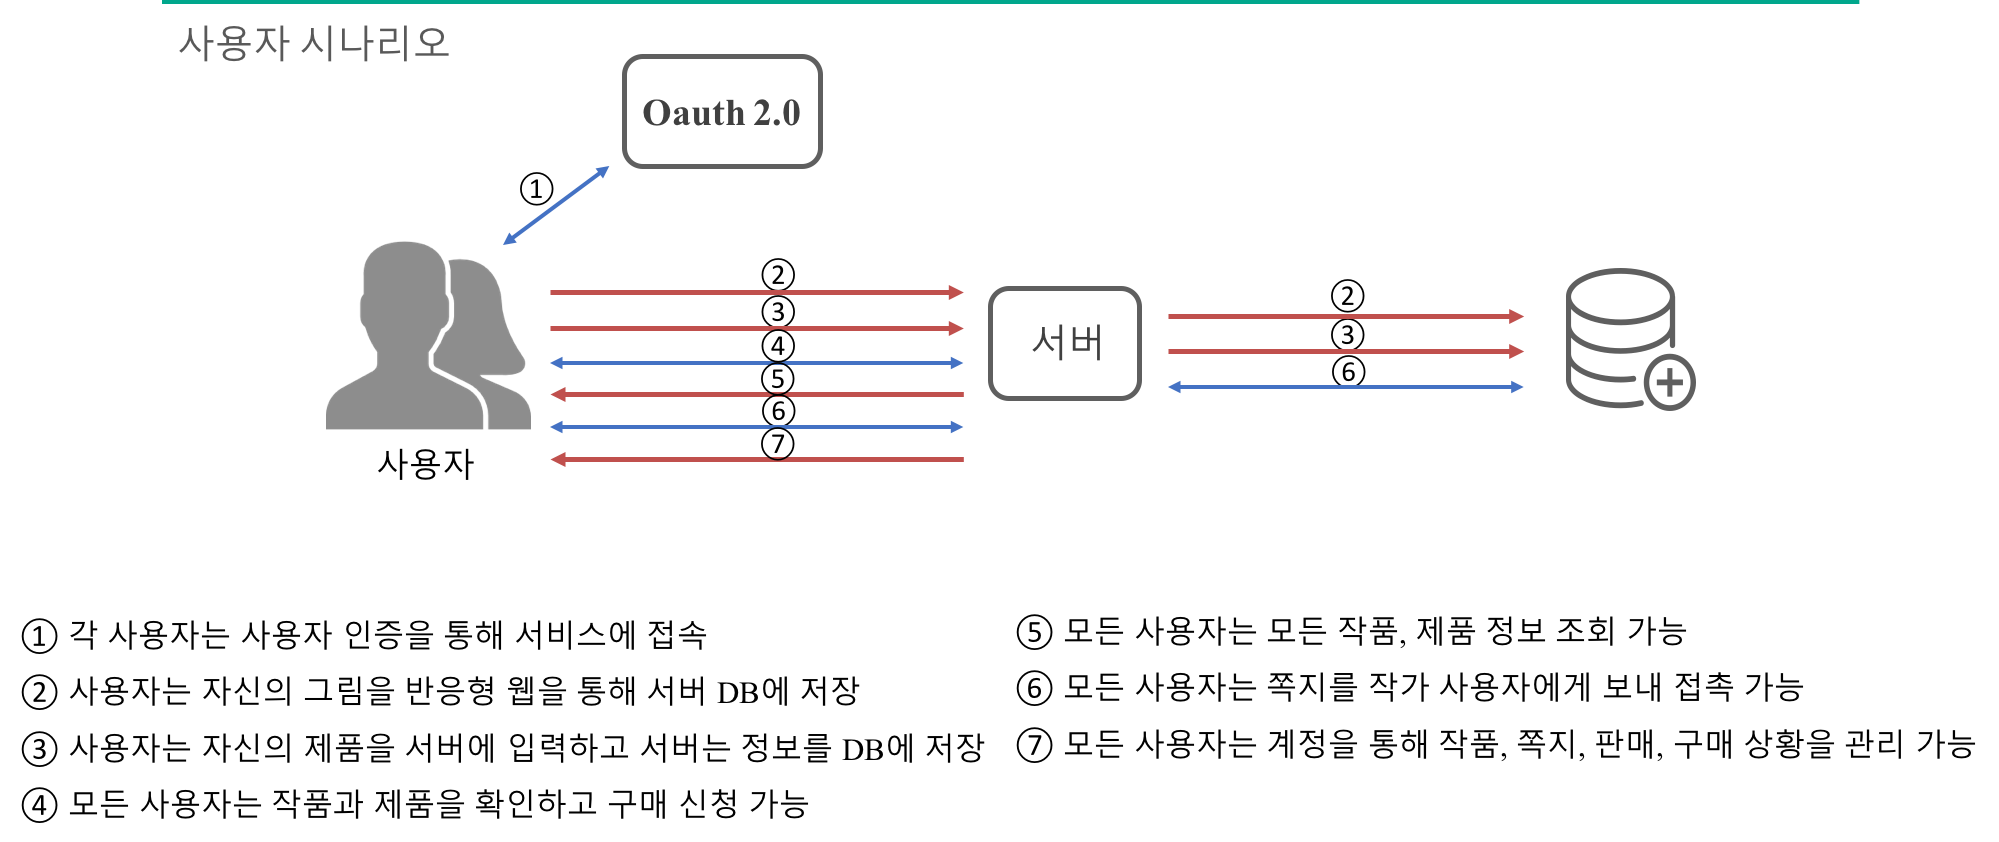 사용자 시나리오
Oauth 2.0
①
②
③
④
⑤
⑥
⑦
사용자
서버
②
③
⑥
① 각 사용자는 사용자 인증을 통해 서비스에 접속
② 사용자는 자신의 그림을 반응형 웹을 통해 서버 DB에 저장
③ 사용자는 자신의 제품을 서버에 입력하고 서버는 정보를 DB에 저장
④ 모든 사용자는 작품과 제품을 확인하고 구매 신청 가능
⑤ 모든 사용자는 모든 작품, 제품 정보 조회 가능
⑥ 모든 사용자는 쪽지를 작가 사용자에게 보내 접촉 가능
⑦ 모든 사용자는 계정을 통해 작품, 쪽지, 판매, 구매 상황을 관리 가능